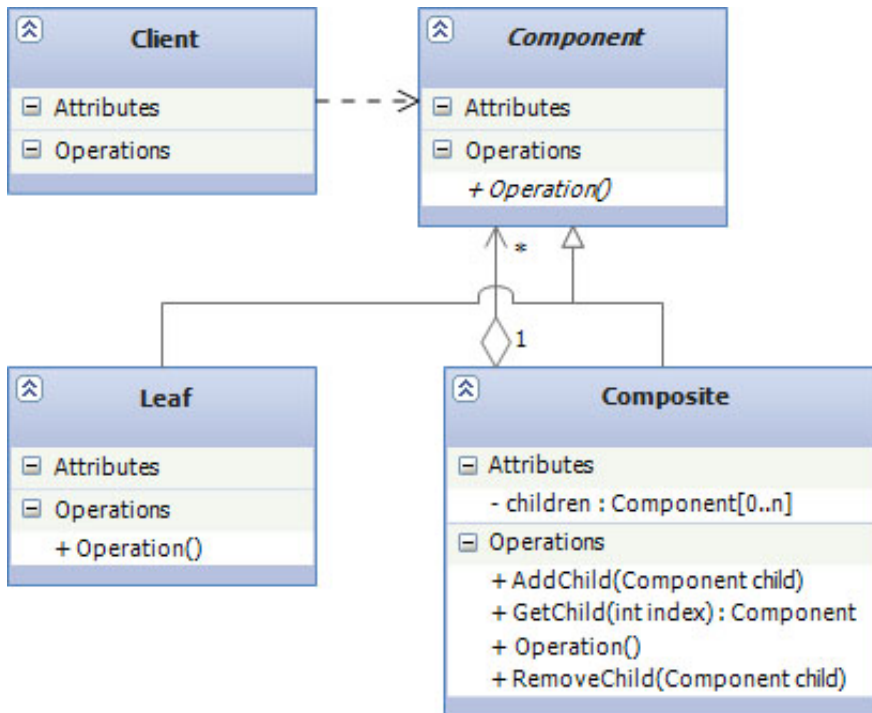 Client
Attributes
Operations
Component
Attributes
Operations
+ Operation()
*
1
Leaf
Attributes
Operations
+ Operation()
Composite
Attributes
- children : Component[0..n]
Operations
+ AddChild(Component child)
+ GetChild(int index) : Component
+ Operation()
+ RemoveChild(Component child)